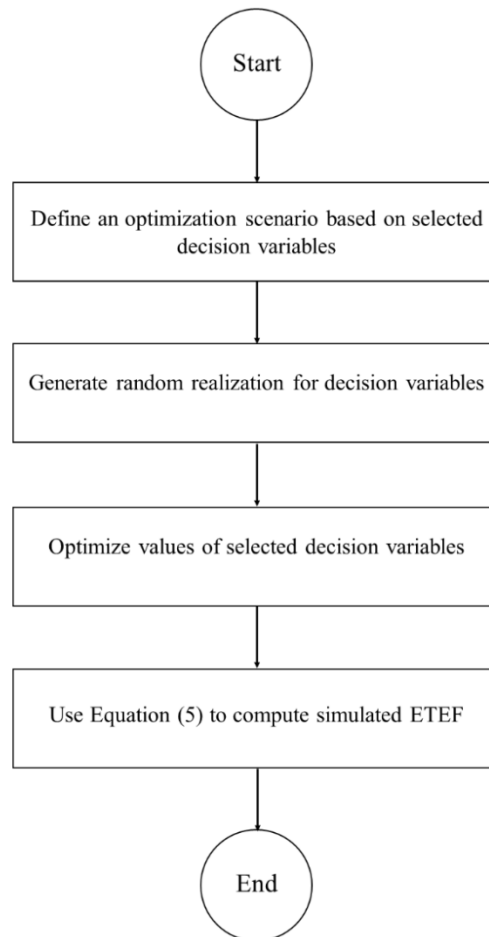 Start
Define an optimization scenario based on selected
decision variables
Generate random realization for decision variables
Optimize values of selected decision variables
Use Equation (5) to compute simulated ETEF
End